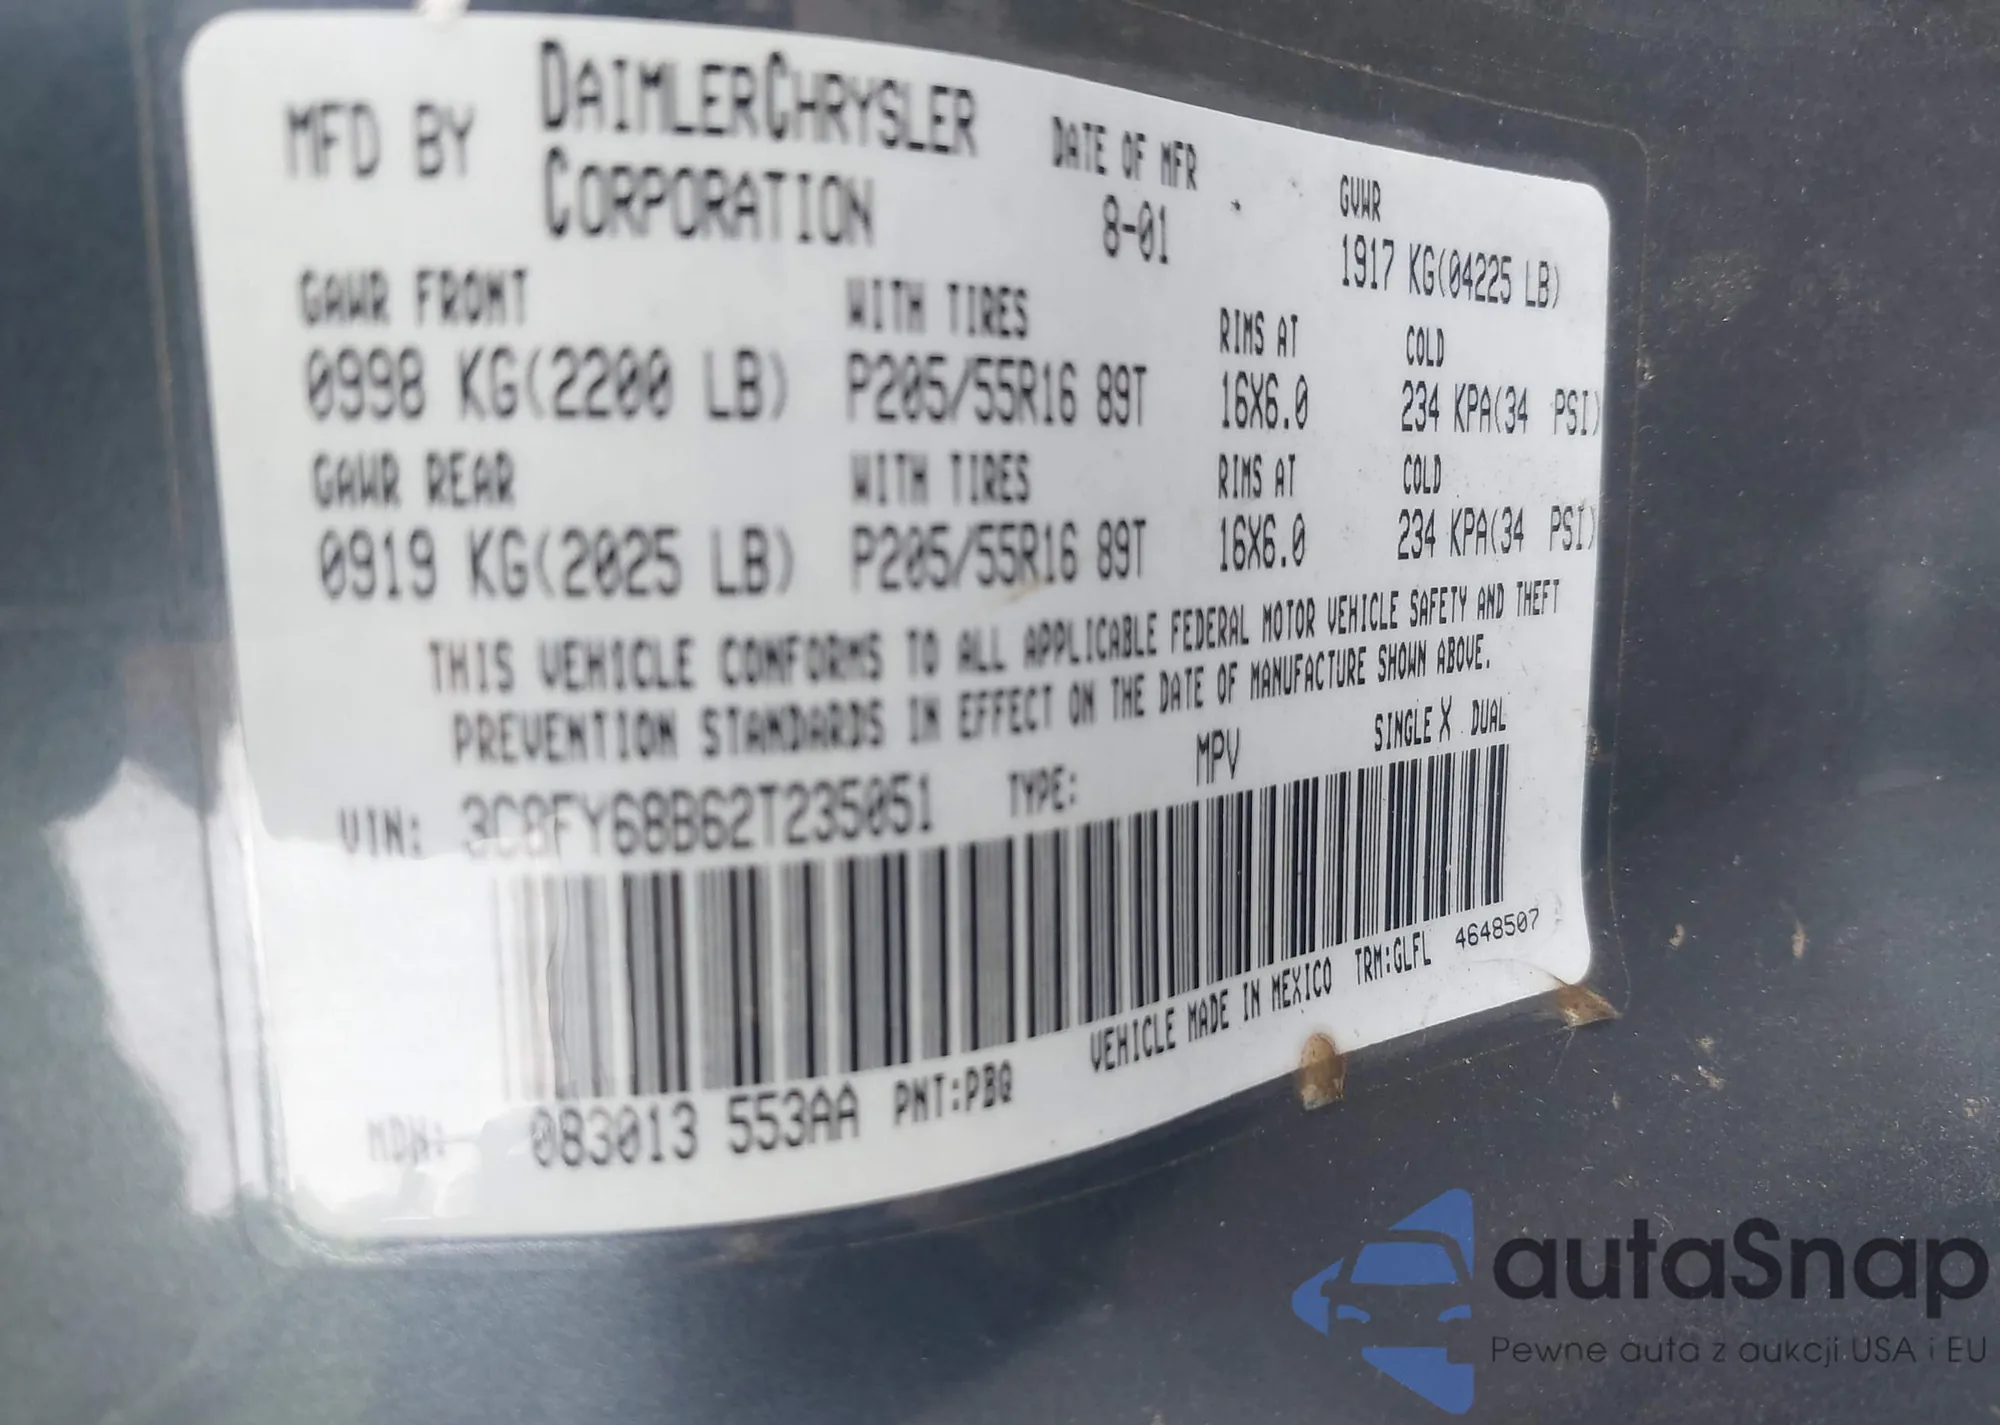 MFD BY DAIMLERCHRYSLER CORPORATION
DATE OF MFR 8-01
GVWR 1917 KG(04225 LB)
GAWR FRONT WITH TIRES RIMS AT COLD
0998 KG(2200 LB) P205/55R16 89T 16X6.0 234 KPA(34 PSI)
GAWR REAR WITH TIRES RIMS AT COLD
0919 KG(2025 LB) P205/55R16 89T 16X6.0 234 KPA(34 PSI)
THIS VEHICLE CONFORMS TO ALL APPLICABLE FEDERAL MOTOR VEHICLE SAFETY AND THEFT
PREVENTION STANDARDS IN EFFECT ON THE DATE OF MANUFACTURE SHOWN ABOVE.
VIN: 3C8FY68B62T235051 TYPE: MPV SINGLE X DUAL
MDH: 083013 553AA PNT:PBQ VEHICLE MADE IN MEXICO TRM:GLFL 4648507
autoSnap
Pewne auta z aukcji USA i EU